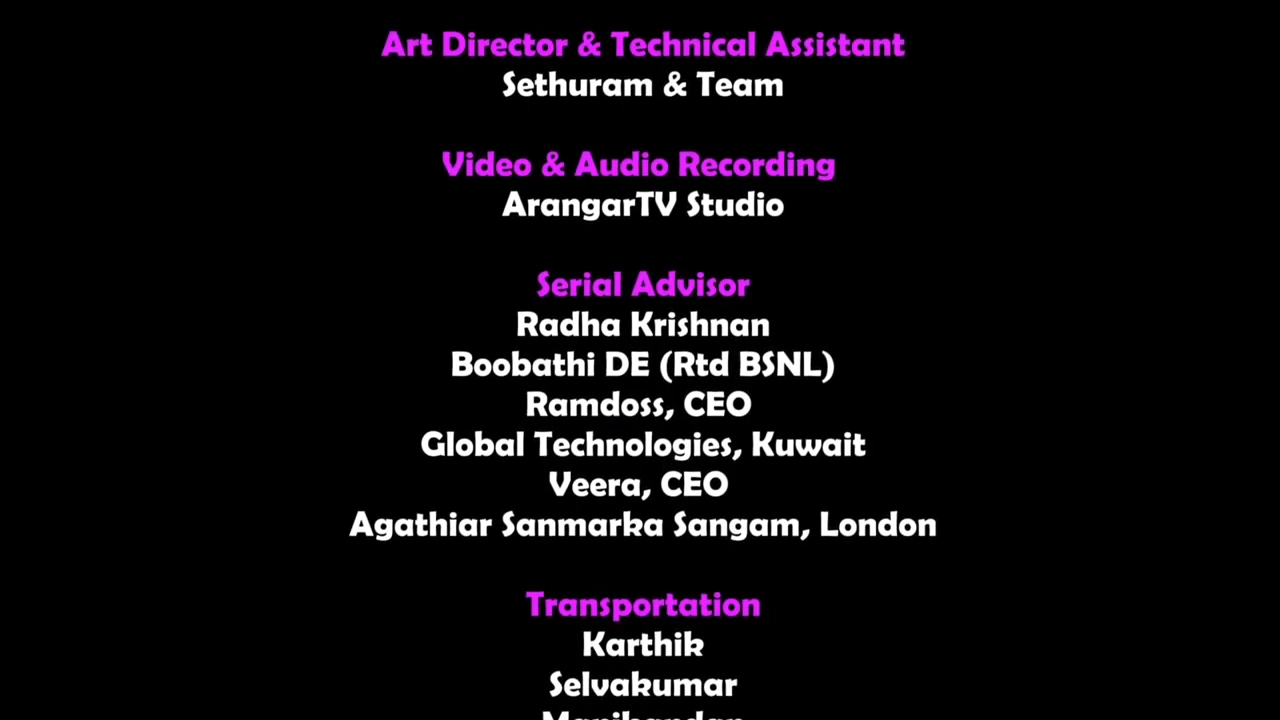 Art Director & Technical Assistant
Sethuram & Team
Video & Audio Recording
ArangarTV Studio
Serial Advisor
Radha Krishnan
Boobathi DE (Rtd BSNL)
Ramdoss, CEO
Global Technologies, Kuwait
Veera, CEO
Agathiar Sanmarka Sangam, London
Transportation
Karthik
Selvakumar